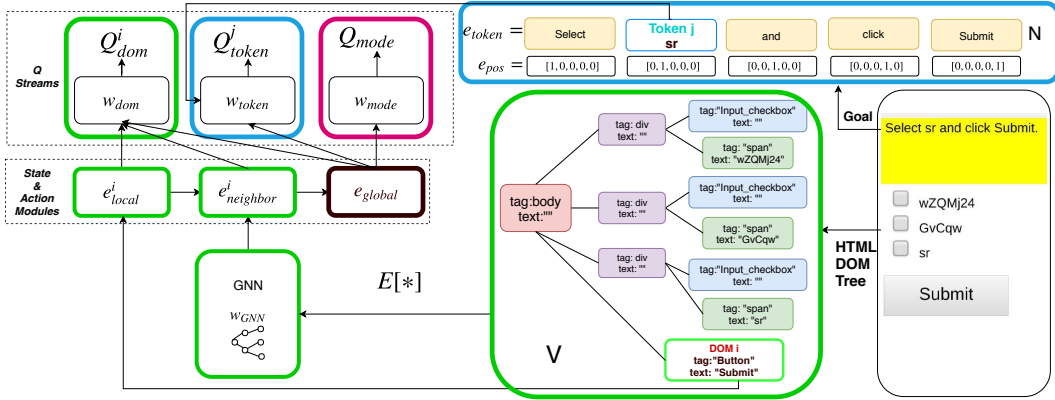 Q
Streams
Q^i_dom
Q^j_token
Q_mode
w_dom
w_token
w_mode
State
&
Action
Modules
e^i_local
e^i_neighbor
e_global
GNN
w_GNN
E[*]
e_token =
Select
Token j
sr
and
click
Submit
N
e_pos =
[1, 0, 0, 0, 0]
[0, 1, 0, 0, 0]
[0, 0, 1, 0, 0]
[0, 0, 0, 1, 0]
[0, 0, 0, 0, 1]
tag:body
text:""
tag: div
text: ""
tag:"Input_checkbox"
text: ""
tag: "span"
text: "wZQMj24"
tag: div
text: ""
tag:"Input_checkbox"
text: ""
tag: "span"
text: "GvCqw"
tag: div
text: ""
tag:"Input_checkbox"
text: ""
tag: "span"
text: "sr"
DOM i
tag:"Button"
text: "Submit"
V
Goal
HTML
DOM
Tree
Select sr and click Submit.
wZQMj24
GvCqw
sr
Submit